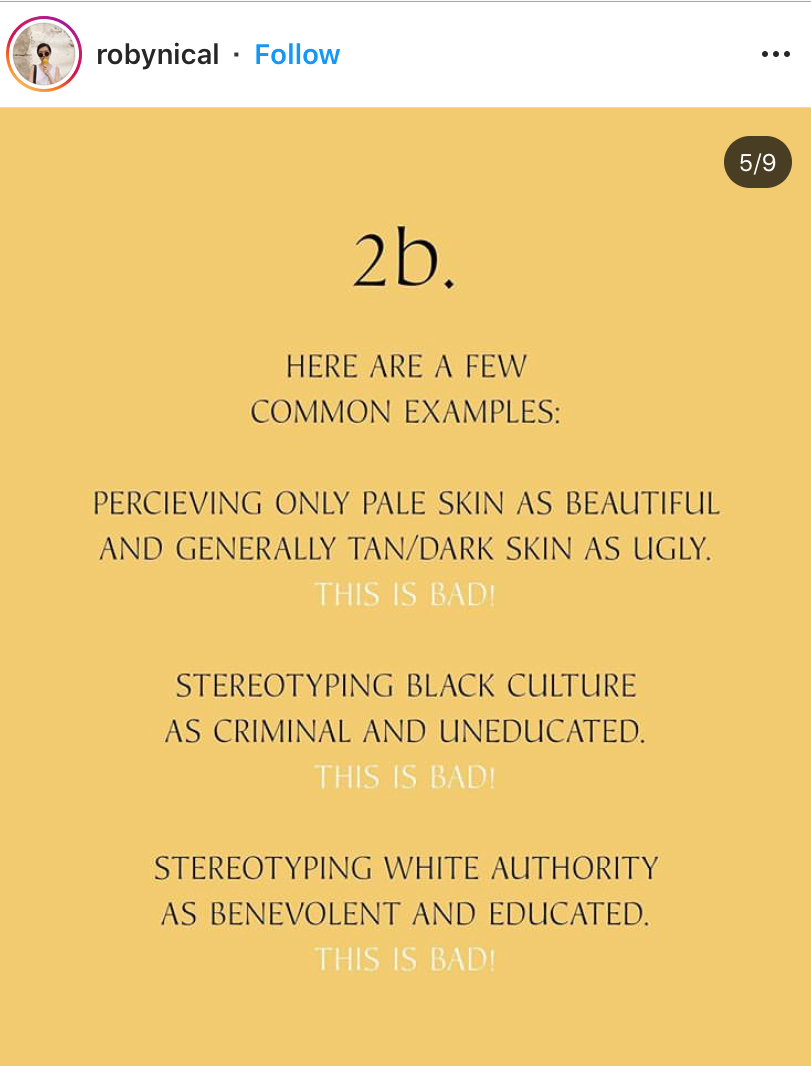 robynical · Follow
5/9
2b.
HERE ARE A FEW
COMMON EXAMPLES:
PERCIEVING ONLY PALE SKIN AS BEAUTIFUL
AND GENERALLY TAN/DARK SKIN AS UGLY.
THIS IS BAD!
STEREOTYPING BLACK CULTURE
AS CRIMINAL AND UNEDUCATED.
THIS IS BAD!
STEREOTYPING WHITE AUTHORITY
AS BENEVOLENT AND EDUCATED.
THIS IS BAD!